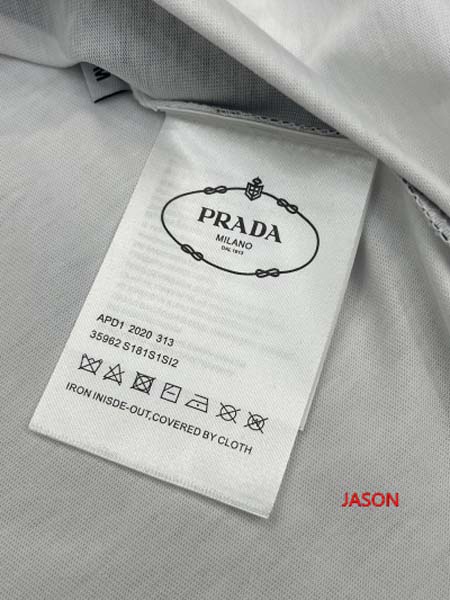 M
PRADA
MILANO
DAL 1913
APD1 2020 313
35962 S181S1SI2
IRON INISDE-OUT,COVERED BY CLOTH
JASON